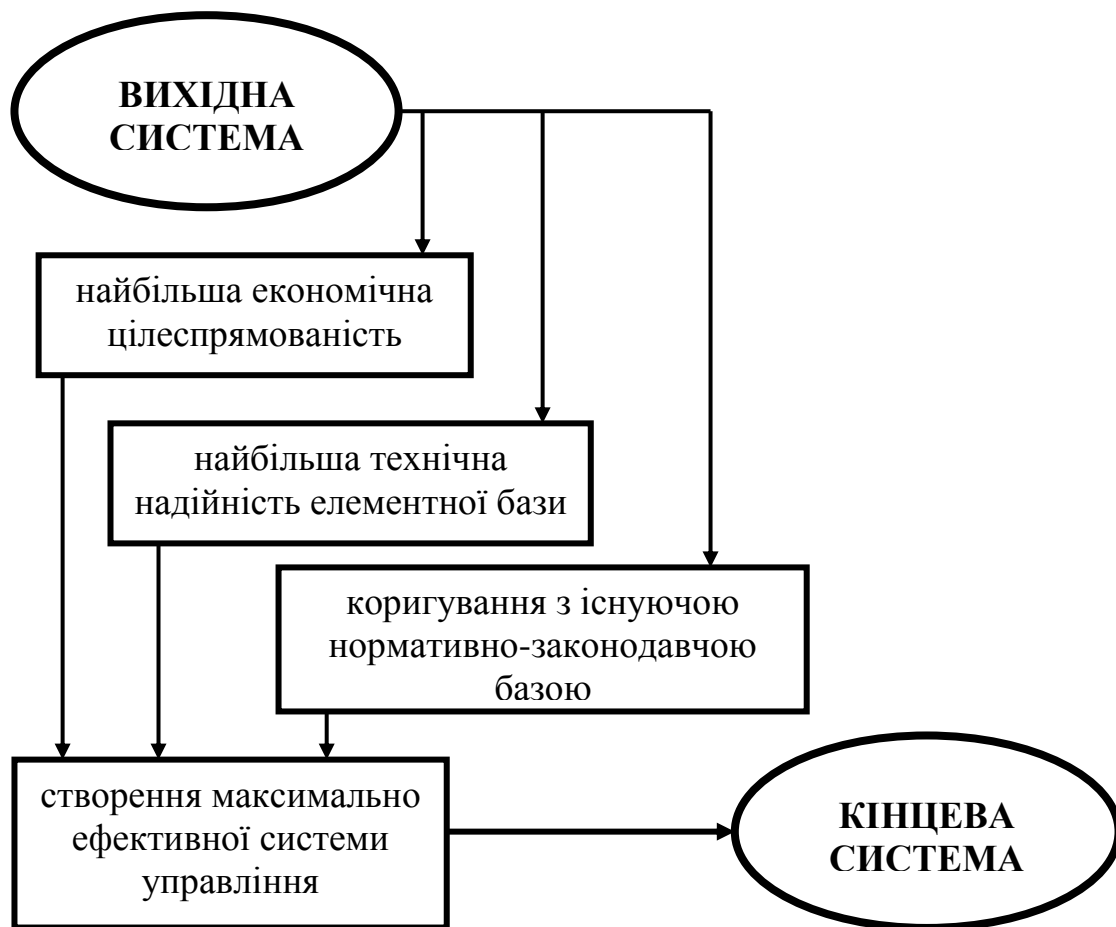 ВИХІДНА
СИСТЕМА
найбільша економічна
цілеспрямованість
найбільша технічна
надійність елементної бази
коригування з існуючою
нормативно-законодавчою
базою
створення максимально
ефективної системи
управління
КІНЦЕВА
СИСТЕМА